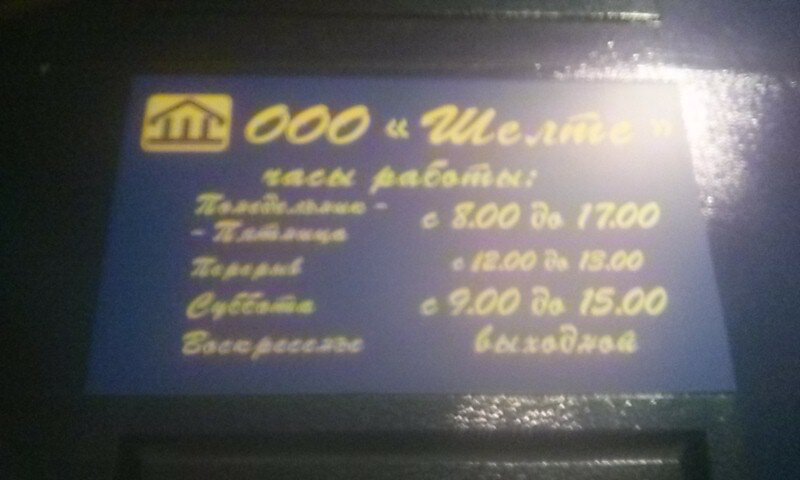 ООО « Шелте »
часы работы:
Понедельник -
- Пятница
с 8.00 до 17.00
Перерыв с 12.00 до 13.00
Суббота с 9.00 до 15.00
Воскресенье выходной